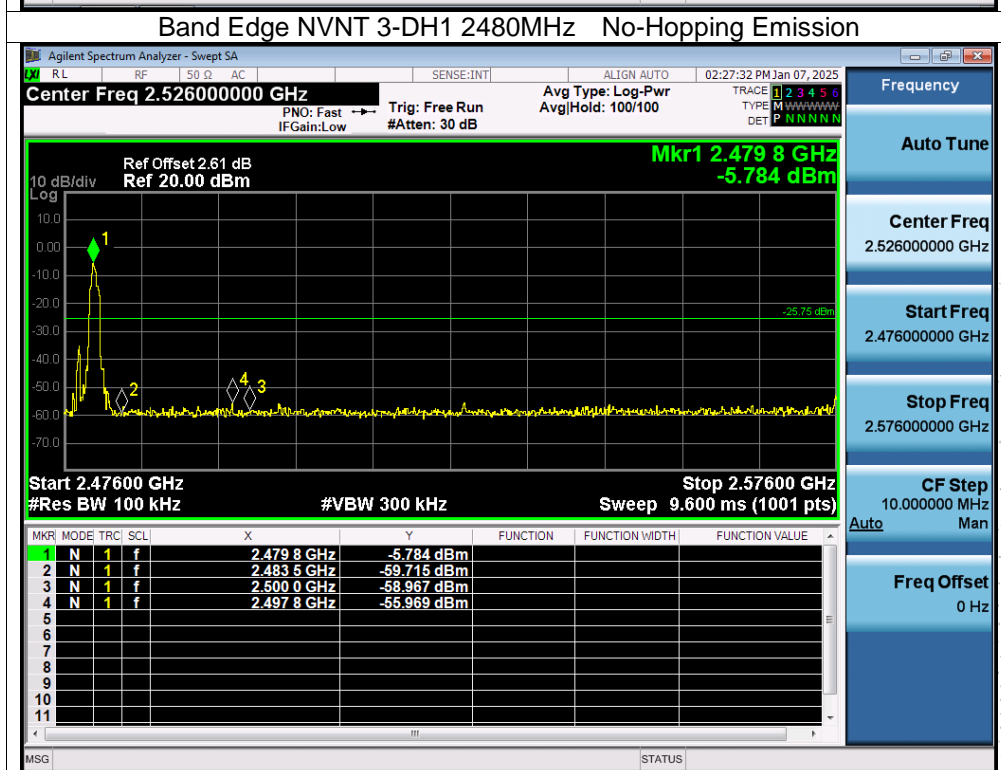 Band Edge NVNT 3-DH1 2480MHz No-Hopping Emission
Agilent Spectrum Analyzer - Swept SA
LXI RL RF 50 Ω AC SENSE:INT ALIGN AUTO 02:27:32 PM Jan 07, 2025
Center Freq 2.526000000 GHz
PNO: Fast
IFGain:Low
Trig: Free Run
#Atten: 30 dB
Avg Type: Log-Pwr
Avg|Hold: 100/100
TRACE 1 2 3 4 5 6
TYPE M WWWWW
DET P N N N N N
Mkr1 2.479 8 GHz
-5.784 dBm
Ref Offset 2.61 dB
10 dB/div Ref 20.00 dBm
Log
10.0
0.00
-10.0
-20.0
-30.0
-40.0
-50.0
-60.0
-70.0
1
2
4
3
-25.75 dBm
Start 2.47600 GHz Stop 2.57600 GHz
#Res BW 100 kHz #VBW 300 kHz Sweep 9.600 ms (1001 pts)
MKR MODE TRC SCL X Y FUNCTION FUNCTION WIDTH FUNCTION VALUE
1 N 1 f 2.479 8 GHz -5.784 dBm
2 N 1 f 2.483 5 GHz -59.715 dBm
3 N 1 f 2.500 0 GHz -58.967 dBm
4 N 1 f 2.497 8 GHz -55.969 dBm
5
6
7
8
9
10
11
MSG STATUS
Frequency
Auto Tune
Center Freq
2.526000000 GHz
Start Freq
2.476000000 GHz
Stop Freq
2.576000000 GHz
CF Step
10.000000 MHz
Auto Man
Freq Offset
0 Hz